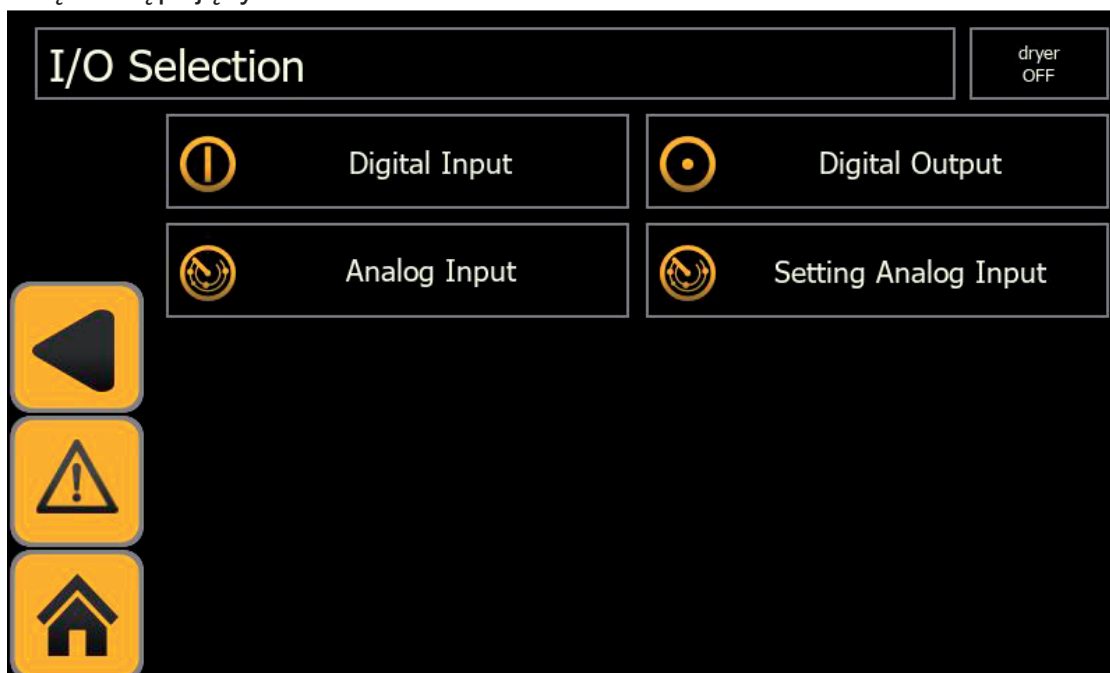 I/O Selection
dryer
OFF
Digital Input
Digital Output
Analog Input
Setting Analog Input